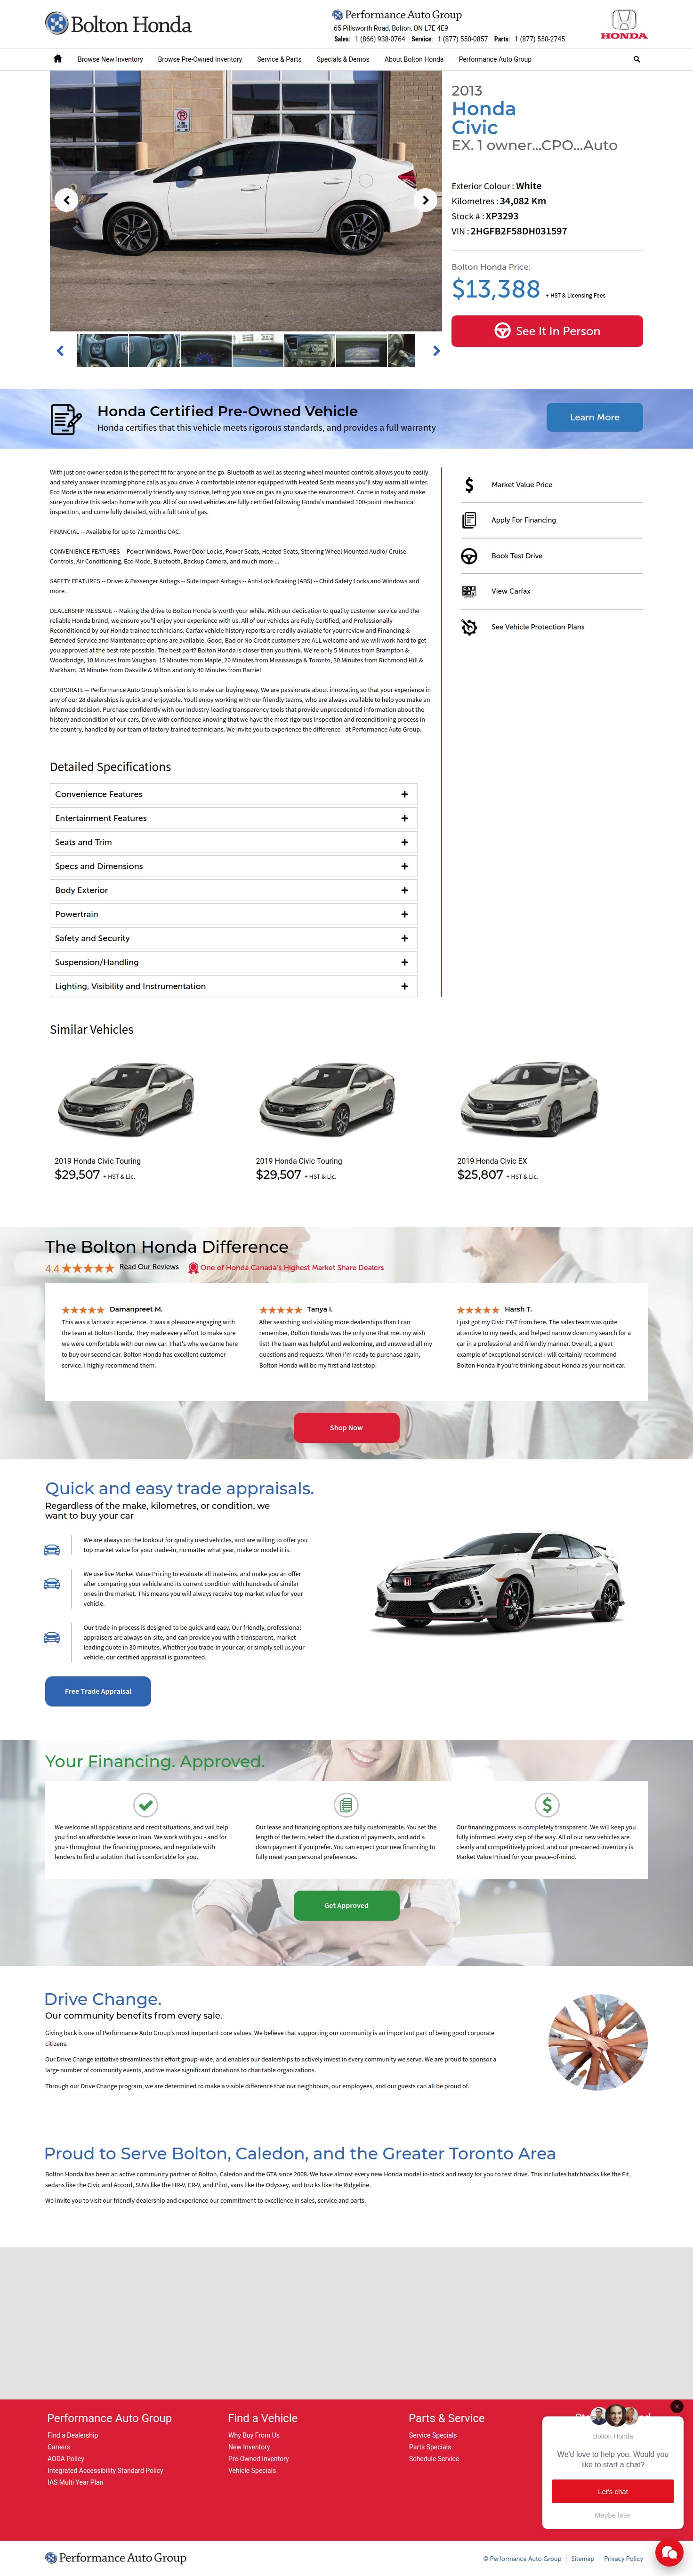 Bolton Honda
Performance Auto Group
65 Pillsworth Road, Bolton, ON L7E 4E9
Sales: 1 (866) 938-0764 Service: 1 (877) 550-0857 Parts: 1 (877) 550-2745
HONDA
Browse New Inventory Browse Pre-Owned Inventory Service & Parts Specials & Demos About Bolton Honda Performance Auto Group
2013
Honda
Civic
EX. 1 owner...CPO...Auto
Exterior Colour : White
Kilometres : 34,082 Km
Stock # : XP3293
VIN : 2HGFB2F58DH031597
Bolton Honda Price:
$13,388 + HST & Licensing Fees
See It In Person
Honda Certified Pre-Owned Vehicle
Honda certifies that this vehicle meets rigorous standards, and provides a full warranty
Learn More
With just one owner sedan is the perfect fit for anyone on the go. Bluetooth as well as steering wheel mounted controls allows you to easily
and safely answer incoming phone calls as you drive. A comfortable interior equipped with Heated Seats means you'll stay warm all winter.
Eco Mode is the new environmentally friendly way to drive, letting you save on gas as you save the environment. Come in today and make
sure you drive this sedan home with you. All of our used vehicles are fully certified following Honda's mandated 100-point mechanical
inspection, and come fully detailed, with a full tank of gas.
FINANCIAL -- Available for up to 72 months OAC.
CONVENIENCE FEATURES -- Power Windows, Power Door Locks, Power Seats, Heated Seats, Steering Wheel Mounted Audio/ Cruise
Controls, Air Conditioning, Eco Mode, Bluetooth, Backup Camera, and much more ...
SAFETY FEATURES -- Driver & Passenger Airbags -- Side Impact Airbags -- Anti-Lock Braking (ABS) -- Child Safety Locks and Windows and
more.
DEALERSHIP MESSAGE -- Making the drive to Bolton Honda is worth your while. With our dedication to quality customer service and the
reliable Honda brand, we ensure you'll enjoy your experience with us. All of our vehicles are Fully Certified, and Professionally
Reconditioned by our Honda trained technicians. Carfax vehicle history reports are readily available for your review and Financing &
Extended Service and Maintenance options are available. Good, Bad or No Credit customers are ALL welcome and we will work hard to get
you approved at the best rate possible. The best part? Bolton Honda is closer than you think. We're only 5 Minutes from Brampton &
Woodbridge, 10 Minutes from Vaughan, 15 Minutes from Maple, 20 Minutes from Mississauga & Toronto, 30 Minutes from Richmond Hill &
Markham, 35 Minutes from Oakville & Milton and only 40 Minutes from Barrie!
CORPORATE -- Performance Auto Group's mission is to make car buying easy. We are passionate about innovating so that your experience in
any of our 28 dealerships is quick and enjoyable. Youll enjoy working with our friendly teams, who are always available to help you make an
informed decision. Purchase confidently with our industry-leading transparency tools that provide unprecedented information about the
history and condition of our cars. Drive with confidence knowing that we have the most rigorous inspection and reconditioning process in
the country, handled by our team of factory-trained technicians. We invite you to experience the difference - at Performance Auto Group.
Market Value Price
Apply For Financing
Book Test Drive
View Carfax
See Vehicle Protection Plans
Detailed Specifications
Convenience Features
Entertainment Features
Seats and Trim
Specs and Dimensions
Body Exterior
Powertrain
Safety and Security
Suspension/Handling
Lighting, Visibility and Instrumentation
Similar Vehicles
2019 Honda Civic Touring
$29,507 + HST & Lic.
2019 Honda Civic Touring
$29,507 + HST & Lic.
2019 Honda Civic EX
$25,807 + HST & Lic.
The Bolton Honda Difference
4.4 Read Our Reviews One of Honda Canada's Highest Market Share Dealers
Damanpreet M.
This was a fantastic experience. It was a pleasure engaging with
the team at Bolton Honda. They made every effort to make sure
we were comfortable with our new car. That's why we came here
to buy our second car. Bolton Honda has excellent customer
service. I highly recommend them.
Tanya I.
After searching and visiting more dealerships than I can
remember, Bolton Honda was the only one that met my wish
list! The team was helpful and welcoming, and answered all my
questions and requests. When I'm ready to purchase again,
Bolton Honda will be my first and last stop!
Harsh T.
I just got my Civic EX-T from here. The sales team was quite
attentive to my needs, and helped narrow down my search for a
car in a professional and friendly manner. Overall, a great
example of exceptional service! I will certainly recommend
Bolton Honda if you're thinking about Honda as your next car.
Shop Now
Quick and easy trade appraisals.
Regardless of the make, kilometres, or condition, we
want to buy your car
We are always on the lookout for quality used vehicles, and are willing to offer you
top market value for your trade-in, no matter what year, make or model it is.
We use live Market Value Pricing to evaluate all trade-ins, and make you an offer
after comparing your vehicle and its current condition with hundreds of similar
ones in the market. This means you will always receive top market value for your
vehicle.
Our trade-in process is designed to be quick and easy. Our friendly, professional
appraisers are always on-site, and can provide you with a transparent, market-
leading quote in 30 minutes. Whether you trade-in your car, or simply sell us your
vehicle, our certified appraisal is guaranteed.
Free Trade Appraisal
Your Financing. Approved.
We welcome all applications and credit situations, and will help
you find an affordable lease or loan. We work with you - and for
you - throughout the financing process, and negotiate with
lenders to find a solution that is comfortable for you.
Our lease and financing options are fully customizable. You set the
length of the term, select the duration of payments, and add a
down payment if you prefer. You can expect your new financing to
fully meet your personal preferences.
Our financing process is completely transparent. We will keep you
fully informed, every step of the way. All of our new vehicles are
clearly and competitively priced, and our pre-owned inventory is
Market Value Priced for your peace-of-mind.
Get Approved
Drive Change.
Our community benefits from every sale.
Giving back is one of Performance Auto Group's most important core values. We believe that supporting our community is an important part of being good corporate
citizens.
Our Drive Change initiative streamlines this effort group-wide, and enables our dealerships to actively invest in every community we serve. We are proud to sponsor a
large number of community events, and we make significant donations to charitable organizations.
Through our Drive Change program, we are determined to make a visible difference that our neighbours, our employees, and our guests can all be proud of.
Proud to Serve Bolton, Caledon, and the Greater Toronto Area
Bolton Honda has been an active community partner of Bolton, Caledon and the GTA since 2008. We have almost every new Honda model in-stock and ready for you to test drive. This includes hatchbacks like the Fit,
sedans like the Civic and Accord, SUVs like the HR-V, CR-V, and Pilot, vans like the Odyssey, and trucks like the Ridgeline.
We invite you to visit our friendly dealership and experience our commitment to excellence in sales, service and parts.
Performance Auto Group
Find a Dealership
Careers
AODA Policy
Integrated Accessibility Standard Policy
IAS Multi Year Plan
Find a Vehicle
Why Buy From Us
New Inventory
Pre-Owned Inventory
Vehicle Specials
Parts & Service
Service Specials
Parts Specials
Schedule Service
Bolton Honda
We'd love to help you. Would you
like to start a chat?
Let's chat
Maybe later
Performance Auto Group
© Performance Auto Group Sitemap Privacy Policy